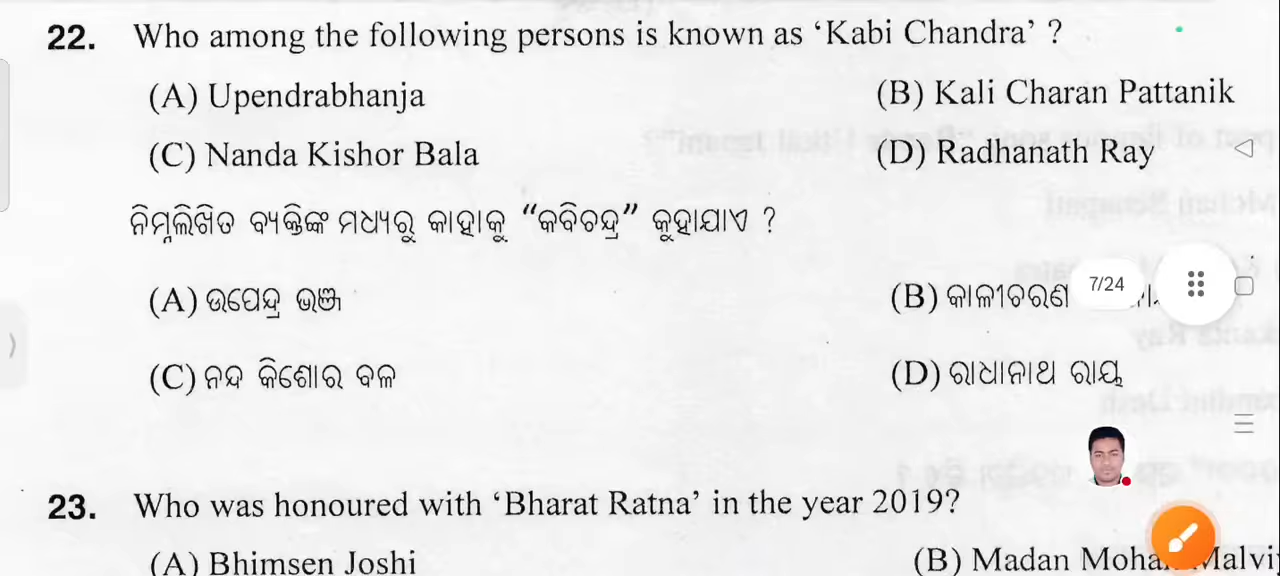 22. Who among the following persons is known as ‘Kabi Chandra’ ?
(A) Upendrabhanja (B) Kali Charan Pattanik
(C) Nanda Kishor Bala (D) Radhanath Ray
ନିମ୍ନଲିଖିତ ବ୍ୟକ୍ତିଙ୍କ ମଧ୍ୟରୁ କାହାକୁ “କବିଚନ୍ଦ୍ର” କୁହାଯାଏ ?
(A) ଉପେନ୍ଦ୍ର ଭଞ୍ଜ (B) କାଳୀଚରଣ
7/24
(C) ନନ୍ଦ କିଶୋର ବଳ (D) ରାଧାନାଥ ରାୟ
23. Who was honoured with ‘Bharat Ratna’ in the year 2019?
(A) Bhimsen Joshi (B) Madan